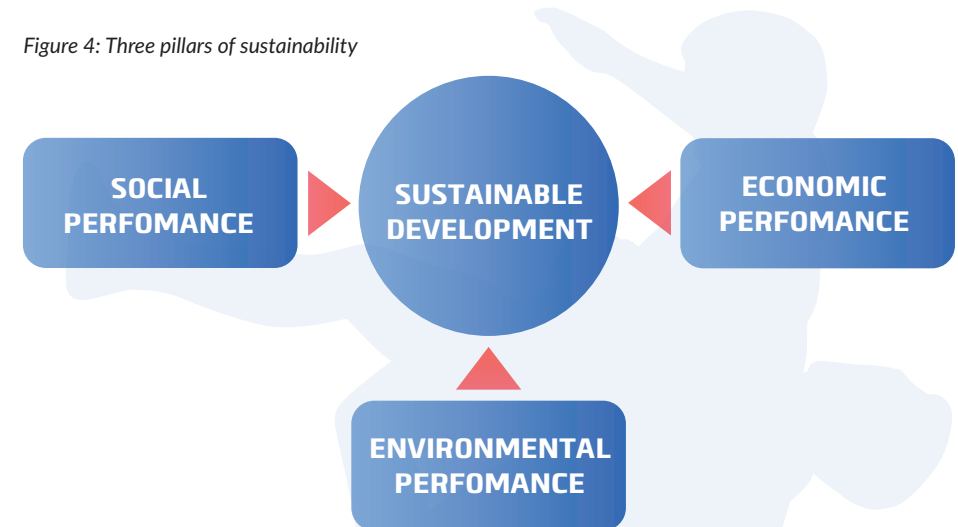 Figure 4: Three pillars of sustainability
SOCIAL
PERFOMANCE
SUSTAINABLE
DEVELOPMENT
ECONOMIC
PERFOMANCE
ENVIRONMENTAL
PERFOMANCE